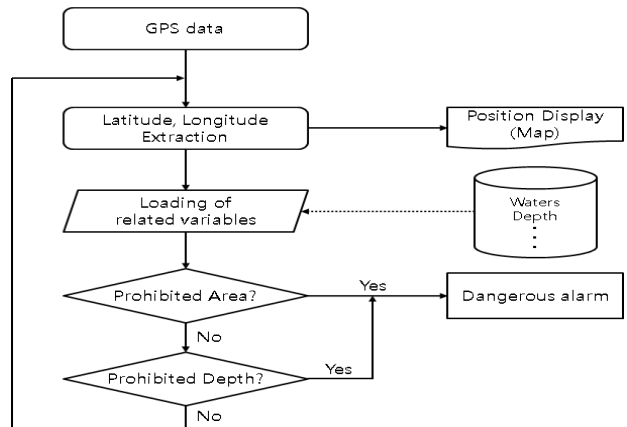 GPS data
Latitude, Longitude
Extraction
Position Display
(Map)
Loading of
related variables
Waters
Depth
Prohibited Area?
Yes
Dangerous alarm
No
Prohibited Depth?
Yes
No